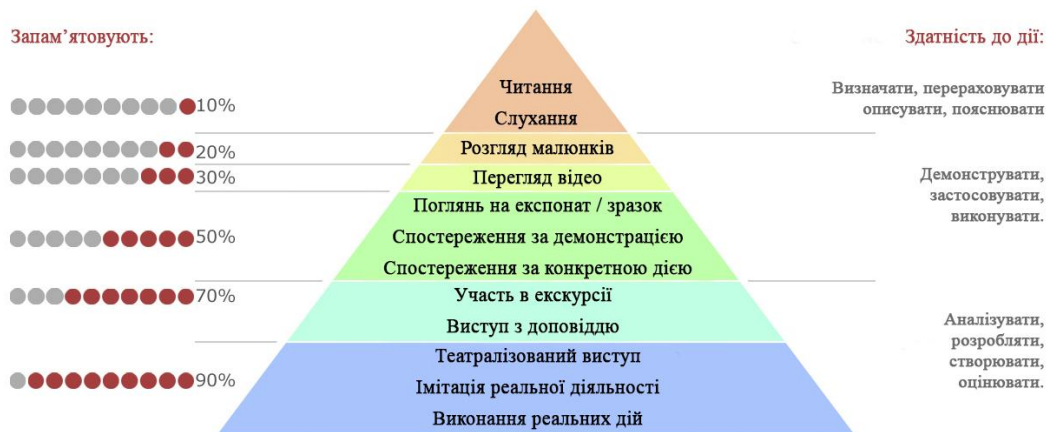 Запам’ятовують:
10%
20%
30%
50%
70%
90%
Читання
Слухання
Розгляд малюнків
Перегляд відео
Поглянь на експонат / зразок
Спостереження за демонстрацією
Спостереження за конкретною дією
Участь в екскурсії
Виступ з доповіддю
Театралізований виступ
Імітація реальної діяльності
Виконання реальних дій
Здатність до дії:
Визначати, перераховувати
описувати, пояснювати
Демонструвати,
застосовувати,
виконувати.
Аналізувати,
розробляти,
створювати,
оцінювати.